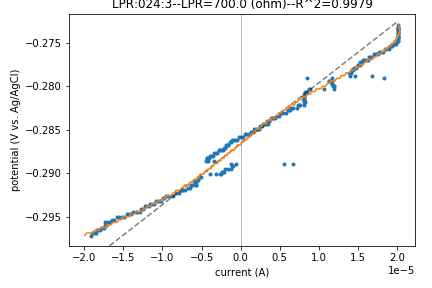 LPR:024:3--LPR=700.0 (ohm)--R^2=0.9979
potential (V vs. Ag/AgCl)
−0.275
−0.280
−0.285
−0.290
−0.295
−2.0 −1.5 −1.0 −0.5 0.0 0.5 1.0 1.5 2.0
1e−5
current (A)